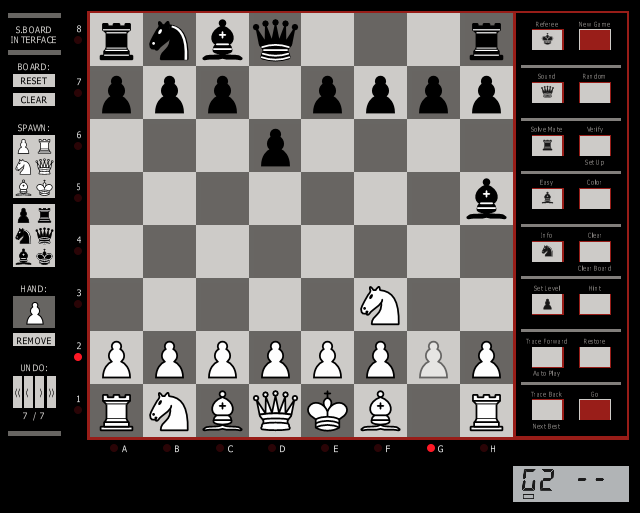 S.BOARD
INTERFACE
BOARD:
RESET
CLEAR
SPAWN:
HAND:
REMOVE
UNDO:
7 / 7
8
7
6
5
4
3
2
1
A B C D E F G H
Referee New Game
Sound Random
Solve Mate Verify
Set Up
Easy Color
Info Clear
Clear Board
Set Level Hint
Trace Forward Restore
Auto Play
Trace Back Go
Next Best
G2 --